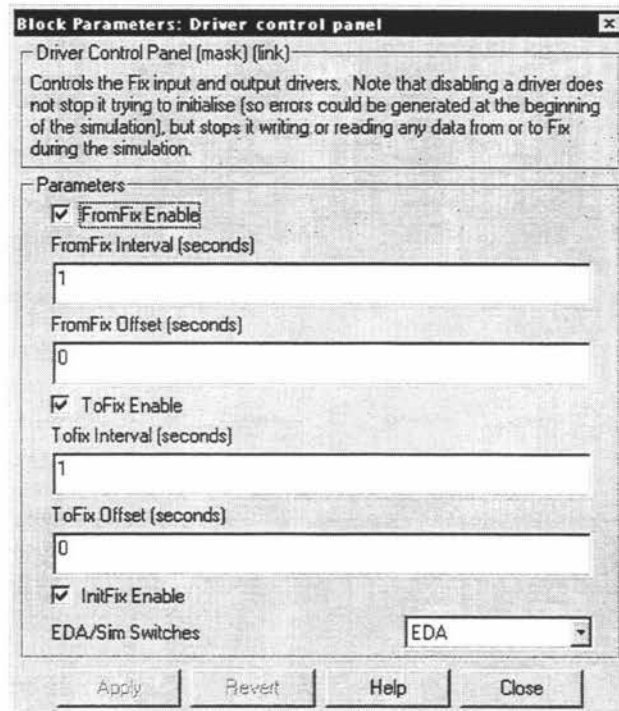 Block Parameters: Driver control panel
Driver Control Panel (mask) (link)
Controls the Fix input and output drivers. Note that disabling a driver does
not stop it trying to initialise (so errors could be generated at the beginning
of the simulation), but stops it writing or reading any data from or to Fix
during the simulation.
Parameters
FromFix Enable
FromFix Interval (seconds)
1
FromFix Offset (seconds)
0
ToFix Enable
Tofix Interval (seconds)
1
ToFix Offset (seconds)
0
InitFix Enable
EDA/Sim Switches
EDA
Apply
Revert
Help
Close